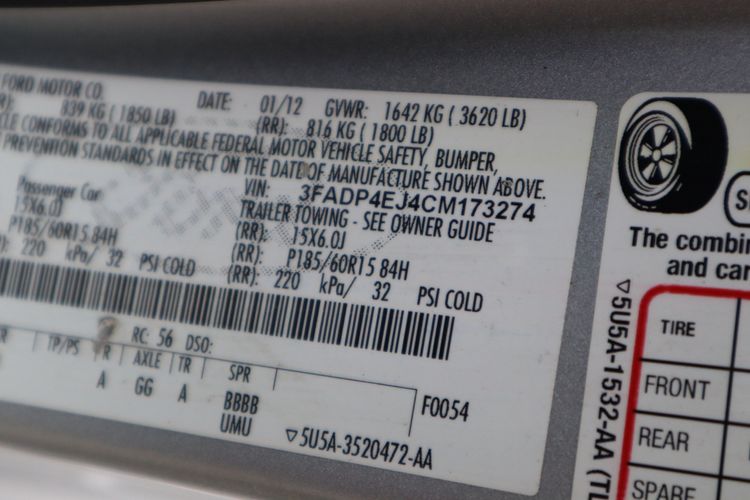 FORD MOTOR CO.
DATE: 01/12 GVWR: 1642 KG ( 3620 LB)
839 KG ( 1850 LB) (RR): 816 KG ( 1800 LB)
CONFORMS TO ALL APPLICABLE FEDERAL MOTOR VEHICLE SAFETY, BUMPER,
PREVENTION STANDARDS IN EFFECT ON THE DATE OF MANUFACTURE SHOWN ABOVE.
VIN: 3FADP4EJ4CM173274
Passenger Car TRAILER TOWING - SEE OWNER GUIDE
15X6.0J (RR): 15X6.0J
P185/60R15 84H (RR): P185/60R15 84H
220 kPa/ 32 PSI COLD (RR): 220 kPa/ 32 PSI COLD
RC: 56 DSO:
TP/PS R AXLE TR SPR
A GG A BBBB F0054
UMU
▽5U5A-3520472-AA
The combin
and car
TIRE
FRONT
REAR
SPARE
▽5U5A-1532-AA (TL